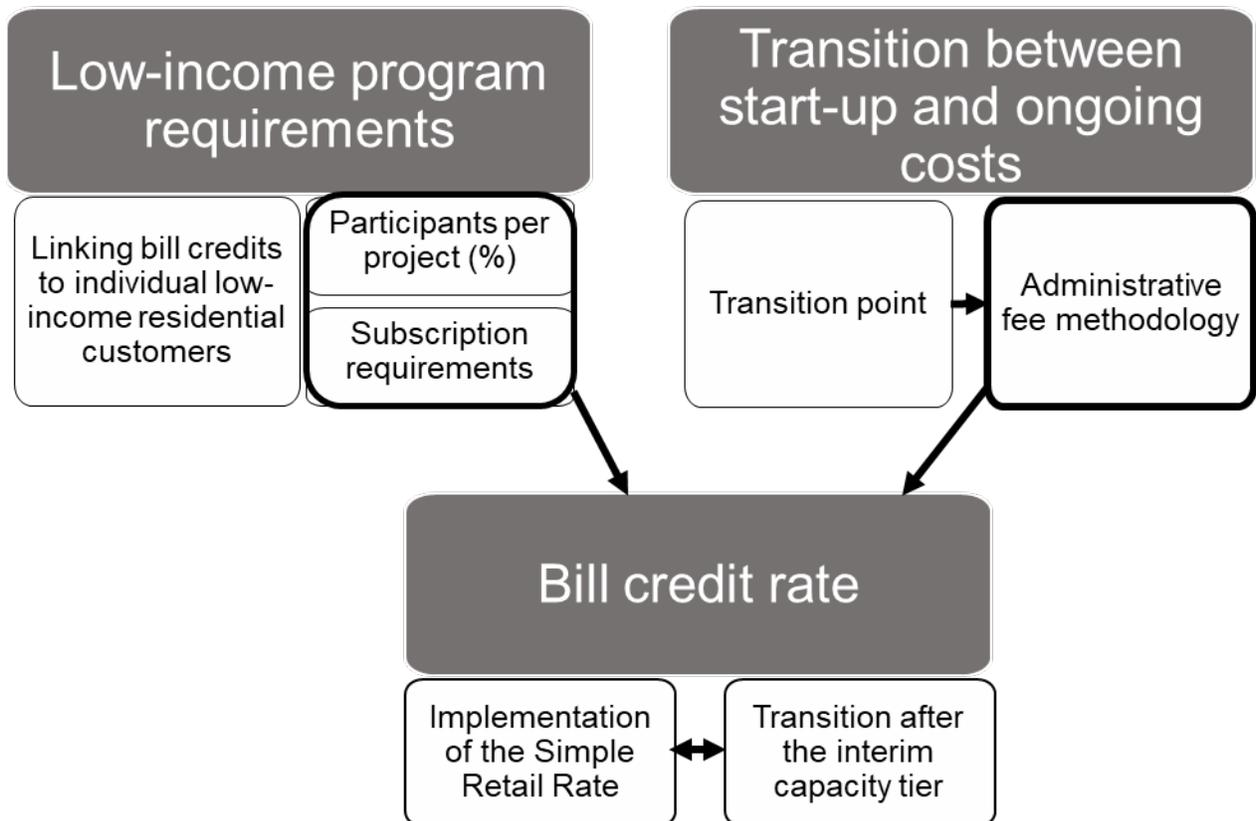 Low-income program
requirements
Transition between
start-up and ongoing
costs
Linking bill credits
to individual low-
income residential
customers
Participants per
project (%)
Subscription
requirements
Transition point
Administrative
fee methodology
Bill credit rate
Implementation
of the Simple
Retail Rate
Transition after
the interim
capacity tier